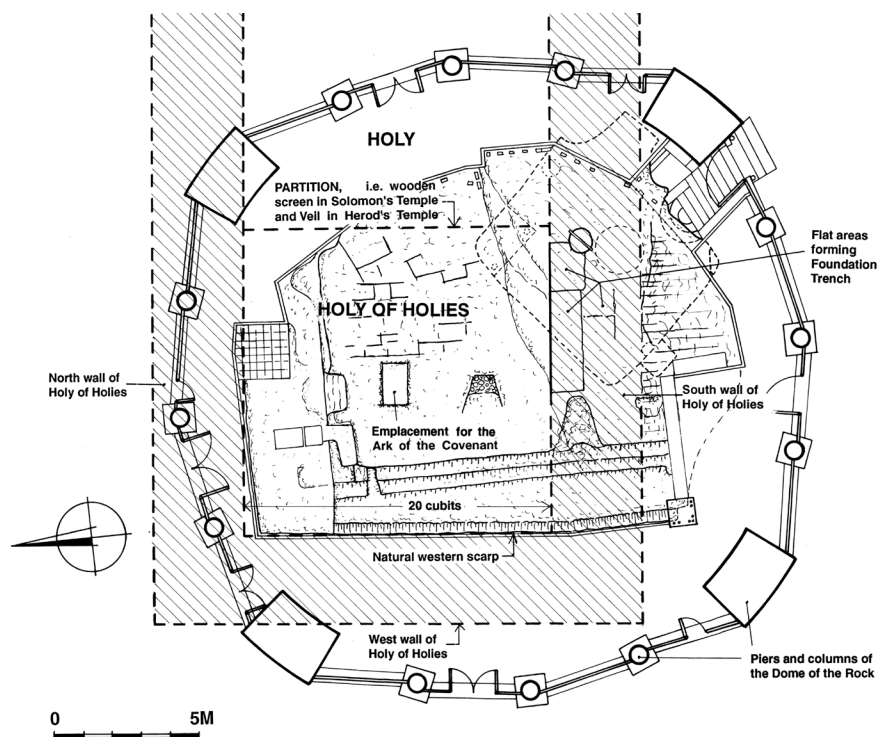 HOLY
PARTITION, i.e. wooden
screen in Solomon's Temple
and Veil in Herod's Temple
Flat areas
forming
Foundation
Trench
HOLY OF HOLIES
North wall of
Holy of Holies
South wall of
Holy of Holies
Emplacement for the
Ark of the Covenant
20 cubits
Natural western scarp
West wall of
Holy of Holies
Piers and columns of
the Dome of the Rock
0 5M